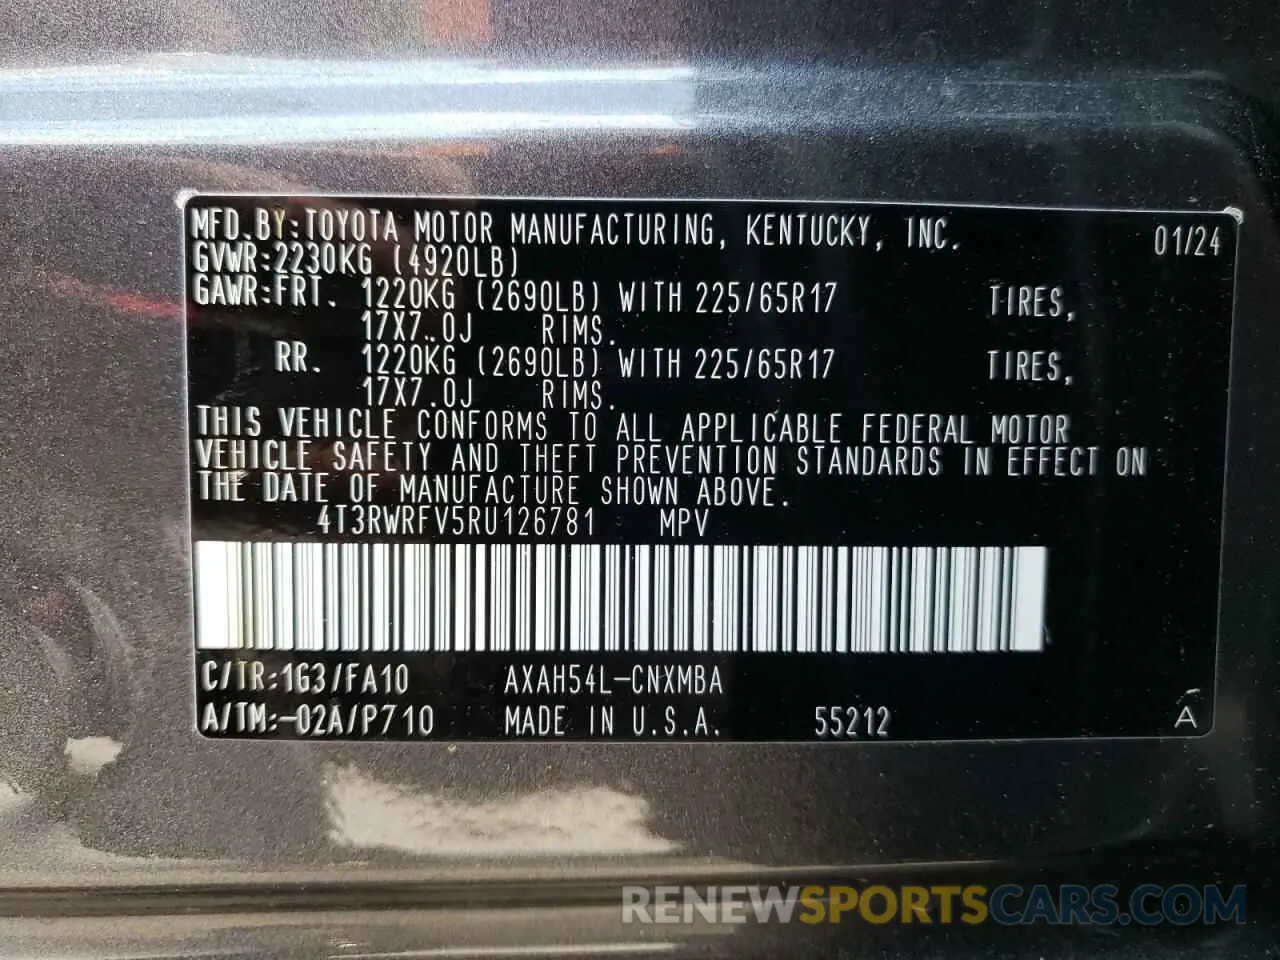 MFD.BY:TOYOTA MOTOR MANUFACTURING, KENTUCKY, INC. 01/24
GVWR:2230KG (4920LB)
GAWR:FRT. 1220KG (2690LB) WITH 225/65R17 TIRES,
17X7.0J RIMS.
RR. 1220KG (2690LB) WITH 225/65R17 TIRES,
17X7.0J RIMS.
THIS VEHICLE CONFORMS TO ALL APPLICABLE FEDERAL MOTOR
VEHICLE SAFETY AND THEFT PREVENTION STANDARDS IN EFFECT ON
THE DATE OF MANUFACTURE SHOWN ABOVE.
4T3RWRFV5RU126781 MPV
C/TR:1G3/FA10 AXAH54L-CNXMBA
A/TM:-02A/P710 MADE IN U.S.A. 55212 A
RENEWSPORTSCARS.COM